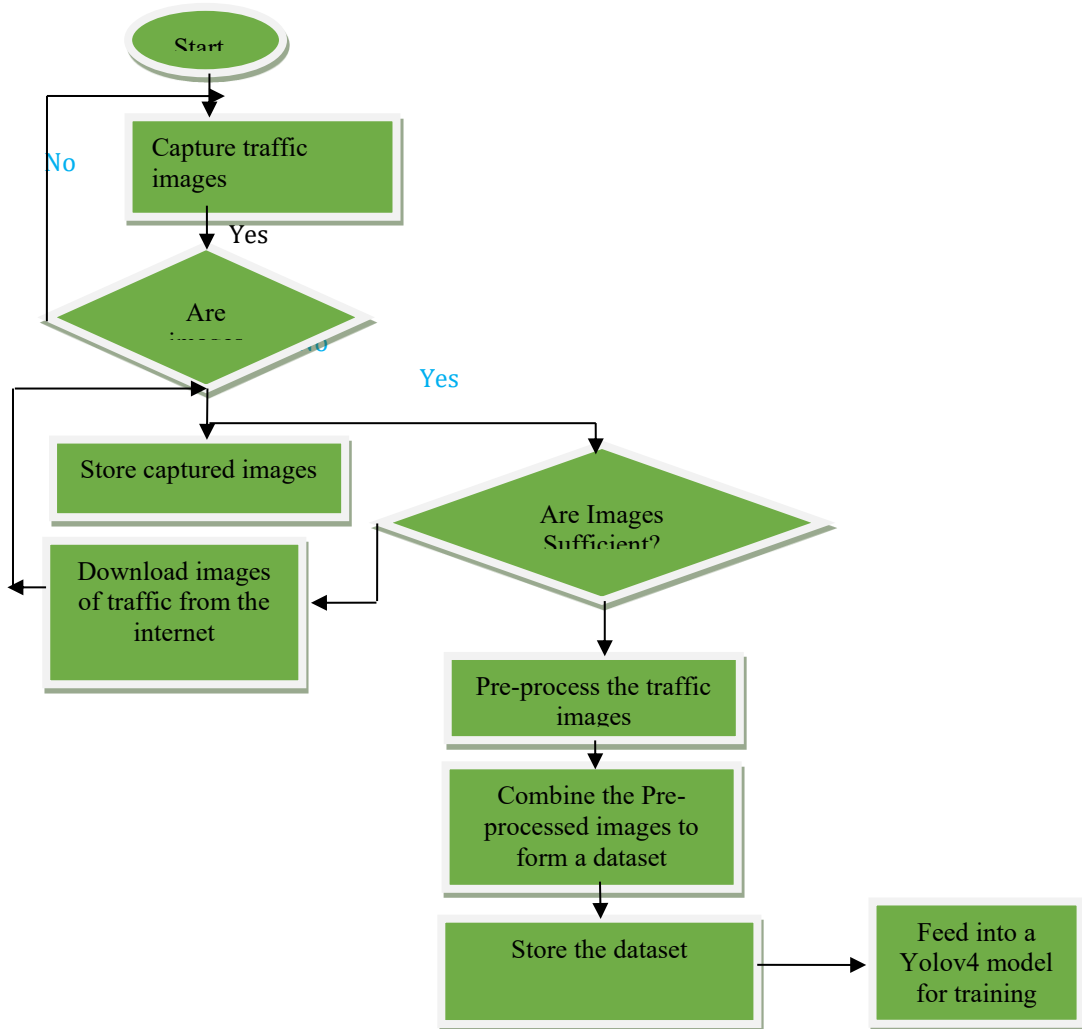 Start
Capture traffic
images
No
Yes
Are
Yes
Store captured images
Are Images
Sufficient?
Download images
of traffic from the
internet
Pre-process the traffic
images
Combine the Pre-
processed images to
form a dataset
Store the dataset
Feed into a
Yolov4 model
for training